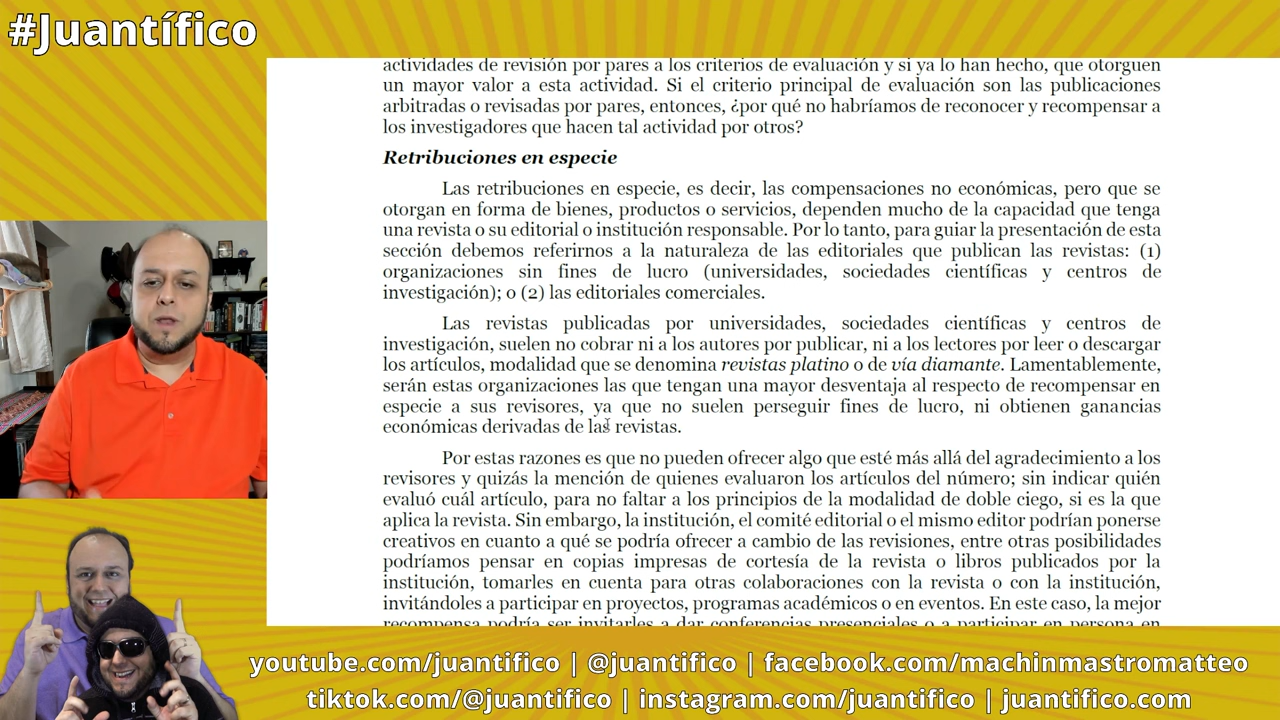 #Juantífico
actividades de revisión por pares a los criterios de evaluación y si ya lo han hecho, que otorguen
un mayor valor a esta actividad. Si el criterio principal de evaluación son las publicaciones
arbitradas o revisadas por pares, entonces, ¿por qué no habríamos de reconocer y recompensar a
los investigadores que hacen tal actividad por otros?
Retribuciones en especie
Las retribuciones en especie, es decir, las compensaciones no económicas, pero que se
otorgan en forma de bienes, productos o servicios, dependen mucho de la capacidad que tenga
una revista o su editorial o institución responsable. Por lo tanto, para guiar la presentación de esta
sección debemos referirnos a la naturaleza de las editoriales que publican las revistas: (1)
organizaciones sin fines de lucro (universidades, sociedades científicas y centros de
investigación); o (2) las editoriales comerciales.
Las revistas publicadas por universidades, sociedades científicas y centros de
investigación, suelen no cobrar ni a los autores por publicar, ni a los lectores por leer o descargar
los artículos, modalidad que se denomina revistas platino o de vía diamante. Lamentablemente,
serán estas organizaciones las que tengan una mayor desventaja al respecto de recompensar en
especie a sus revisores, ya que no suelen perseguir fines de lucro, ni obtienen ganancias
económicas derivadas de las revistas.
Por estas razones es que no pueden ofrecer algo que esté más allá del agradecimiento a los
revisores y quizás la mención de quienes evaluaron los artículos del número; sin indicar quién
evaluó cuál artículo, para no faltar a los principios de la modalidad de doble ciego, si es la que
aplica la revista. Sin embargo, la institución, el comité editorial o el mismo editor podrían ponerse
creativos en cuanto a qué se podría ofrecer a cambio de las revisiones, entre otras posibilidades
podríamos pensar en copias impresas de cortesía de la revista o libros publicados por la
institución, tomarles en cuenta para otras colaboraciones con la revista o con la institución,
invitándoles a participar en proyectos, programas académicos o en eventos. En este caso, la mejor
recompensa podría ser invitarles a dar conferencias presenciales o a participar en persona en
youtube.com/juantifico | @juantifico | facebook.com/machinmastromatteo
tiktok.com/@juantifico | instagram.com/juantifico | juantifico.com